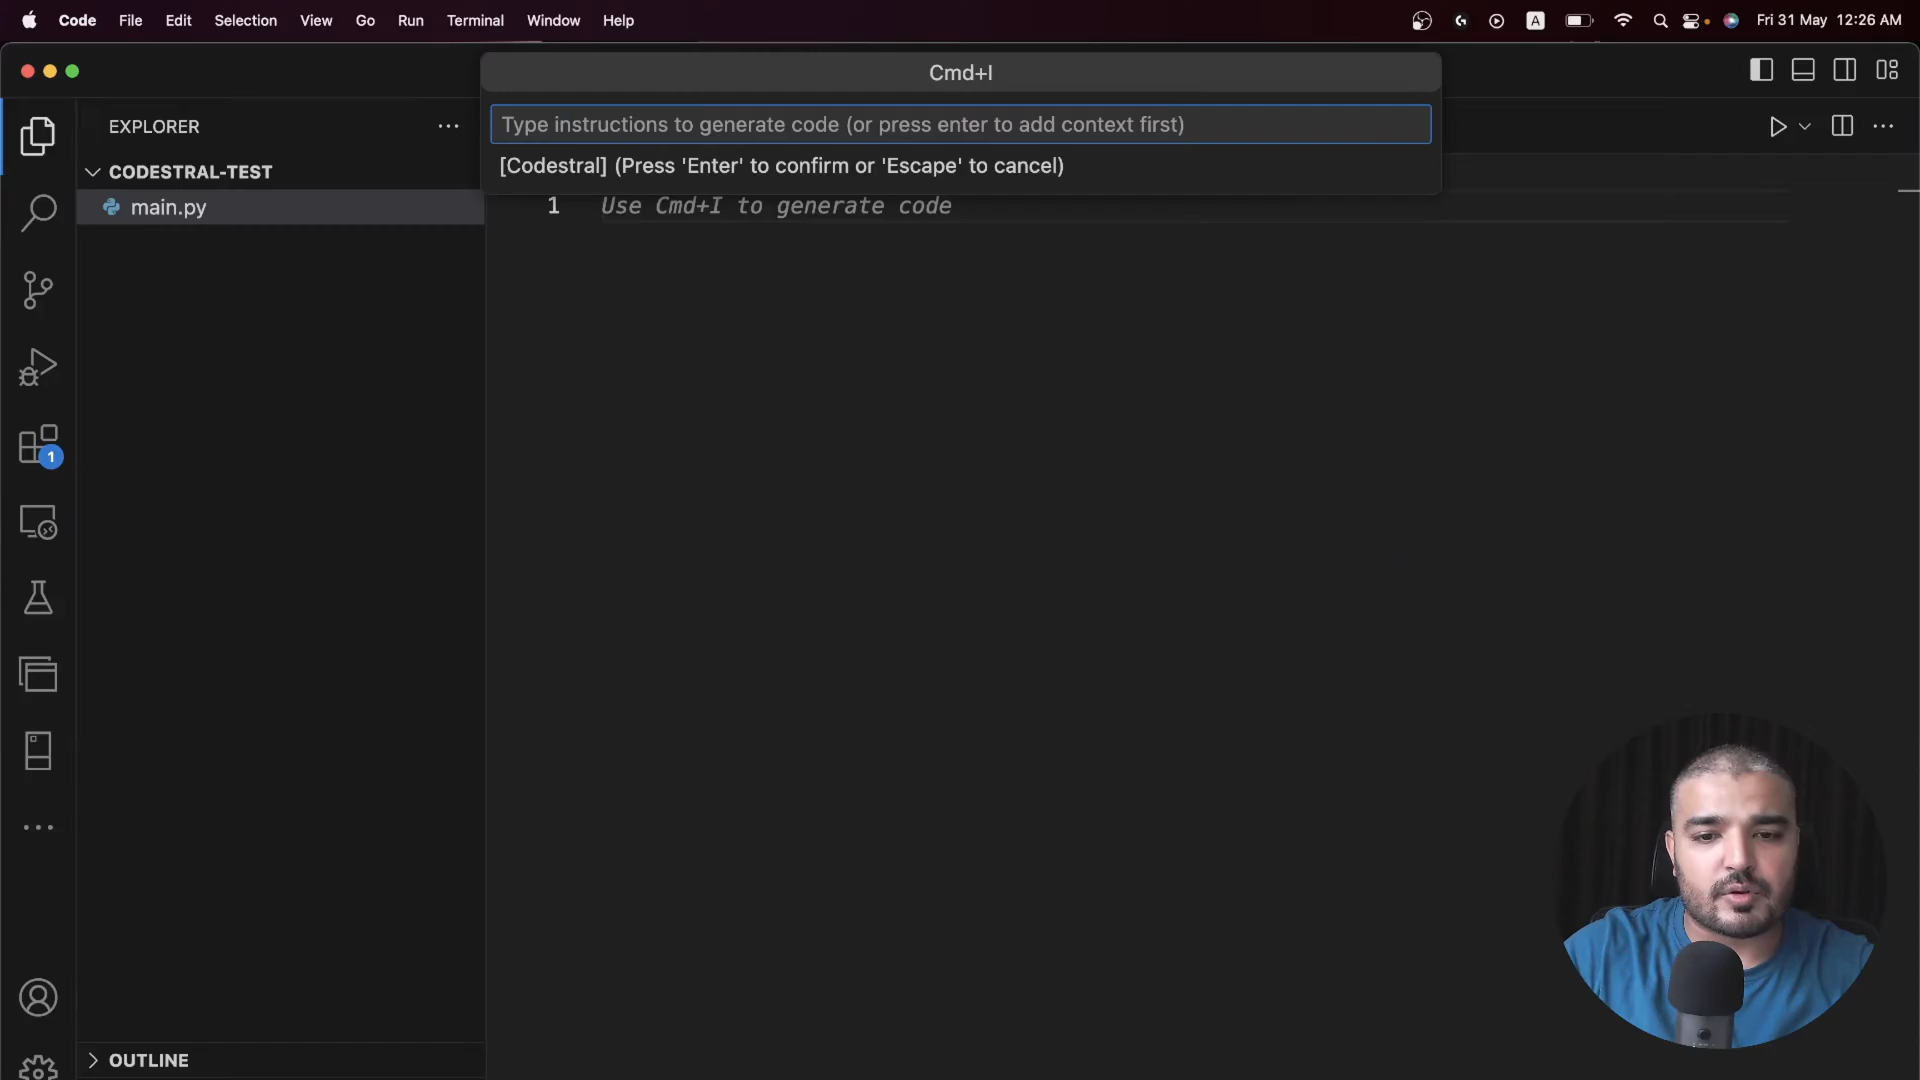 Code File Edit Selection View Go Run Terminal Window Help
A
Fri 31 May 12:26 AM
Cmd+I
EXPLORER
Type instructions to generate code (or press enter to add context first)
[Codestral] (Press 'Enter' to confirm or 'Escape' to cancel)
CODESTRAL-TEST
main.py
1 Use Cmd+I to generate code
1
OUTLINE